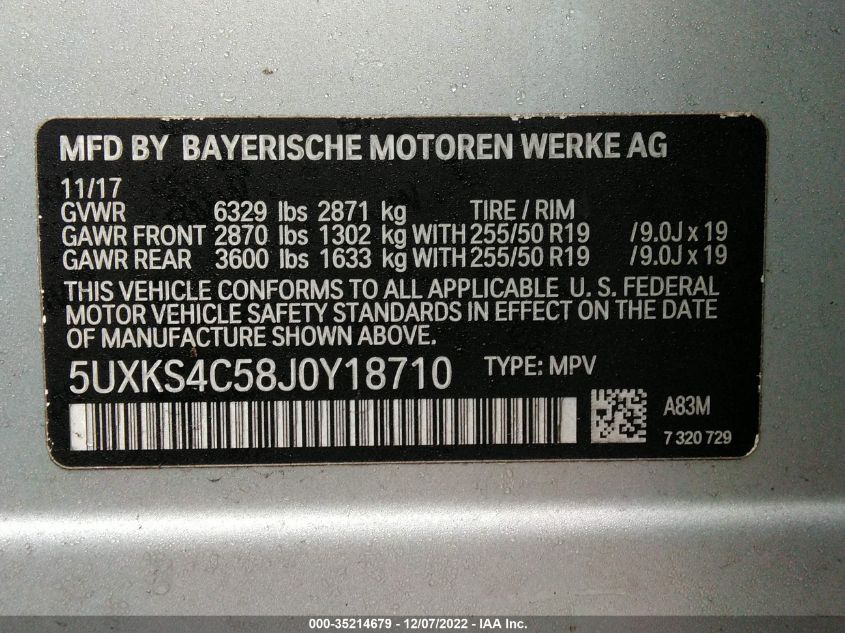 MFD BY BAYERISCHE MOTOREN WERKE AG
11/17
GVWR 6329 lbs 2871 kg TIRE / RIM
GAWR FRONT 2870 lbs 1302 kg WITH 255/50 R19 /9.0J x 19
GAWR REAR 3600 lbs 1633 kg WITH 255/50 R19 /9.0J x 19
THIS VEHICLE CONFORMS TO ALL APPLICABLE U. S. FEDERAL
MOTOR VEHICLE SAFETY STANDARDS IN EFFECT ON THE DATE
OF MANUFACTURE SHOWN ABOVE.
5UXKS4C58J0Y18710 TYPE: MPV
A83M
7 320 729
000-35214679 - 12/07/2022 - IAA Inc.